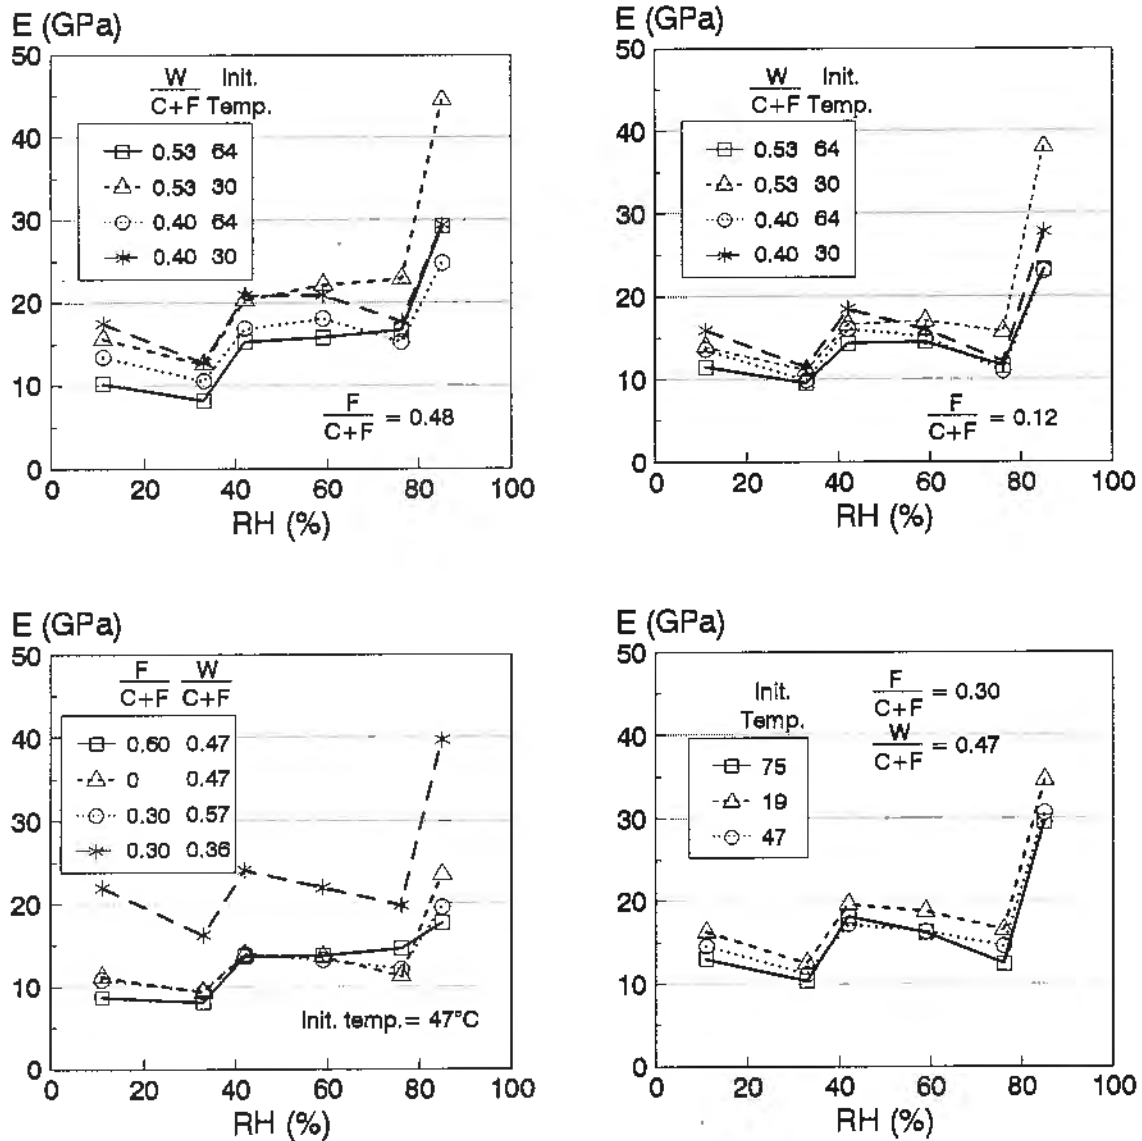 E (GPa)
50
40
30
20
10
0
W Init.
C+F Temp.
0.53 64
0.53 30
0.40 64
0.40 30
F
C+F = 0.48
0 20 40 60 80 100
RH (%)
E (GPa)
50
40
30
20
10
0
W Init.
C+F Temp.
0.53 64
0.53 30
0.40 64
0.40 30
F
C+F = 0.12
0 20 40 60 80 100
RH (%)
E (GPa)
50
40
30
20
10
0
F W
C+F C+F
0.60 0.47
0 0.47
0.30 0.57
0.30 0.36
Init. temp.= 47°C
0 20 40 60 80 100
RH (%)
E (GPa)
50
40
30
20
10
0
Init.
Temp.
75
19
47
F
C+F = 0.30
W
C+F = 0.47
0 20 40 60 80 100
RH (%)